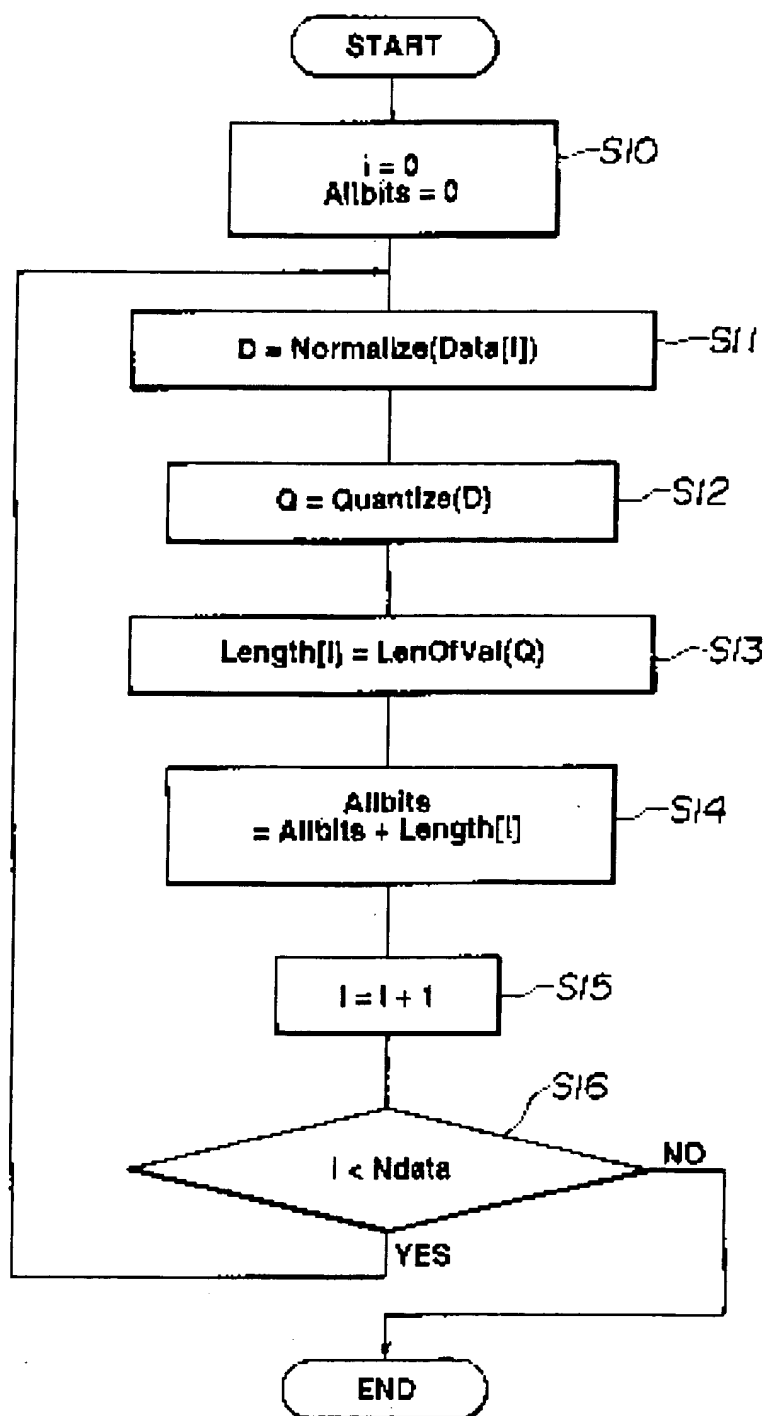 START
i = 0
Allbits = 0
S10
D = Normalize(Data[i])
S11
Q = Quantize(D)
S12
Length[i] = LenOfVal(Q)
S13
Allbits
= Allbits + Length[i]
S14
i = i + 1
S15
S16
i < Ndata
NO
YES
END